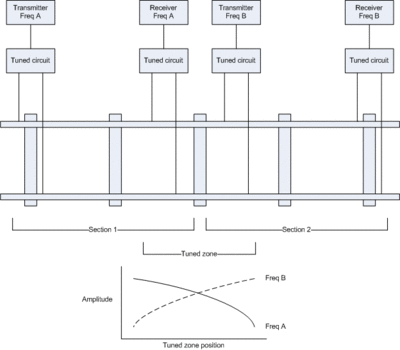 Transmitter
Freq A
Receiver
Freq A
Transmitter
Freq B
Receiver
Freq B
Tuned circuit
Tuned circuit
Tuned circuit
Tuned circuit
Section 1
Section 2
Tuned zone
Freq B
Amplitude
Freq A
Tuned zone position